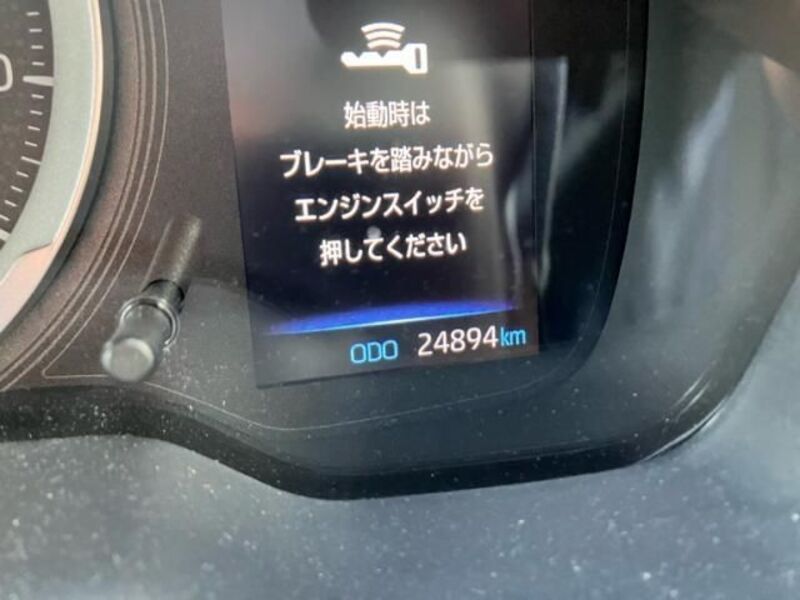 始動時は
ブレーキを踏みながら
エンジンスイッチを
押してください
ODO 24894km